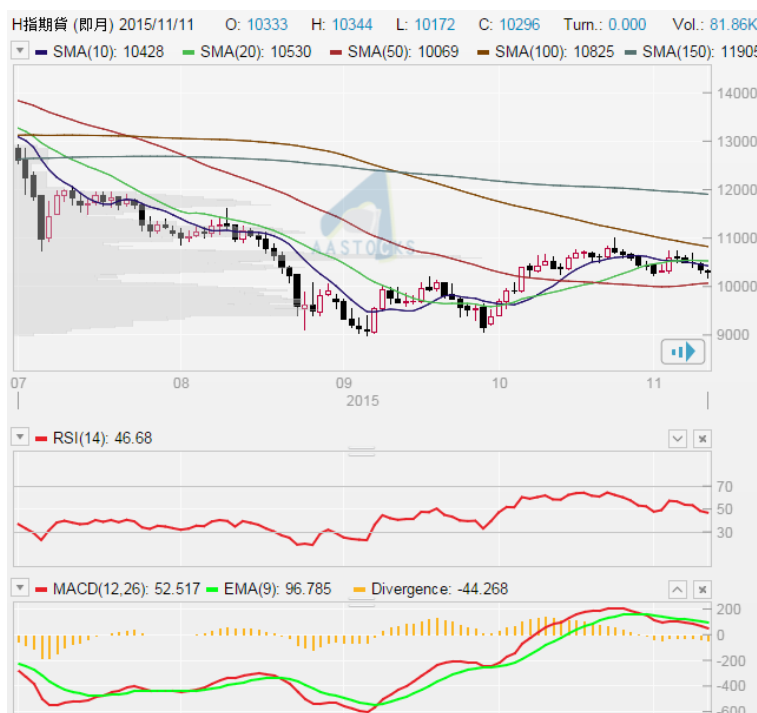 H指期貨 (即月) 2015/11/11 O: 10333 H: 10344 L: 10172 C: 10296 Turn.: 0.000 Vol.: 81.86K
SMA(10): 10428 SMA(20): 10530 SMA(50): 10069 SMA(100): 10825 SMA(150): 11905
14000
13000
12000
AASTOCKS
11000
10000
9000
07 08 09 10 11
2015
RSI(14): 46.68
70
50
30
MACD(12,26): 52.517 EMA(9): 96.785 Divergence: -44.268
200
0
-200
-400
-600